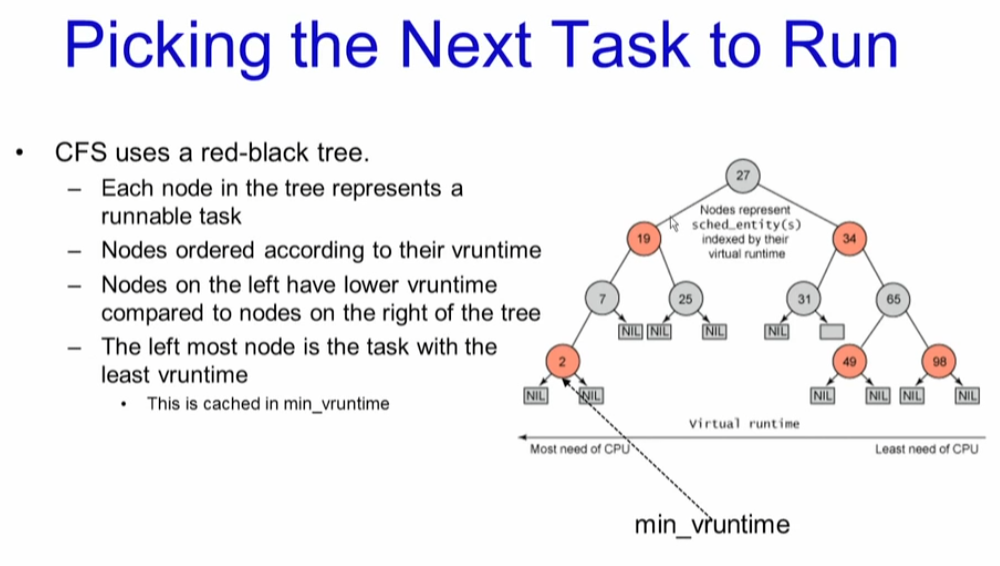 Picking the Next Task to Run
• CFS uses a red-black tree.
– Each node in the tree represents a
runnable task
– Nodes ordered according to their vruntime
– Nodes on the left have lower vruntime
compared to nodes on the right of the tree
– The left most node is the task with the
least vruntime
• This is cached in min_vruntime
27
Nodes represent
sched_entity(s)
indexed by their
virtual runtime
19
34
7
25
31
65
NIL NIL NIL NIL
2
49
98
NIL NIL NIL NIL NIL NIL
Virtual runtime
Most need of CPU
Least need of CPU
min_vruntime